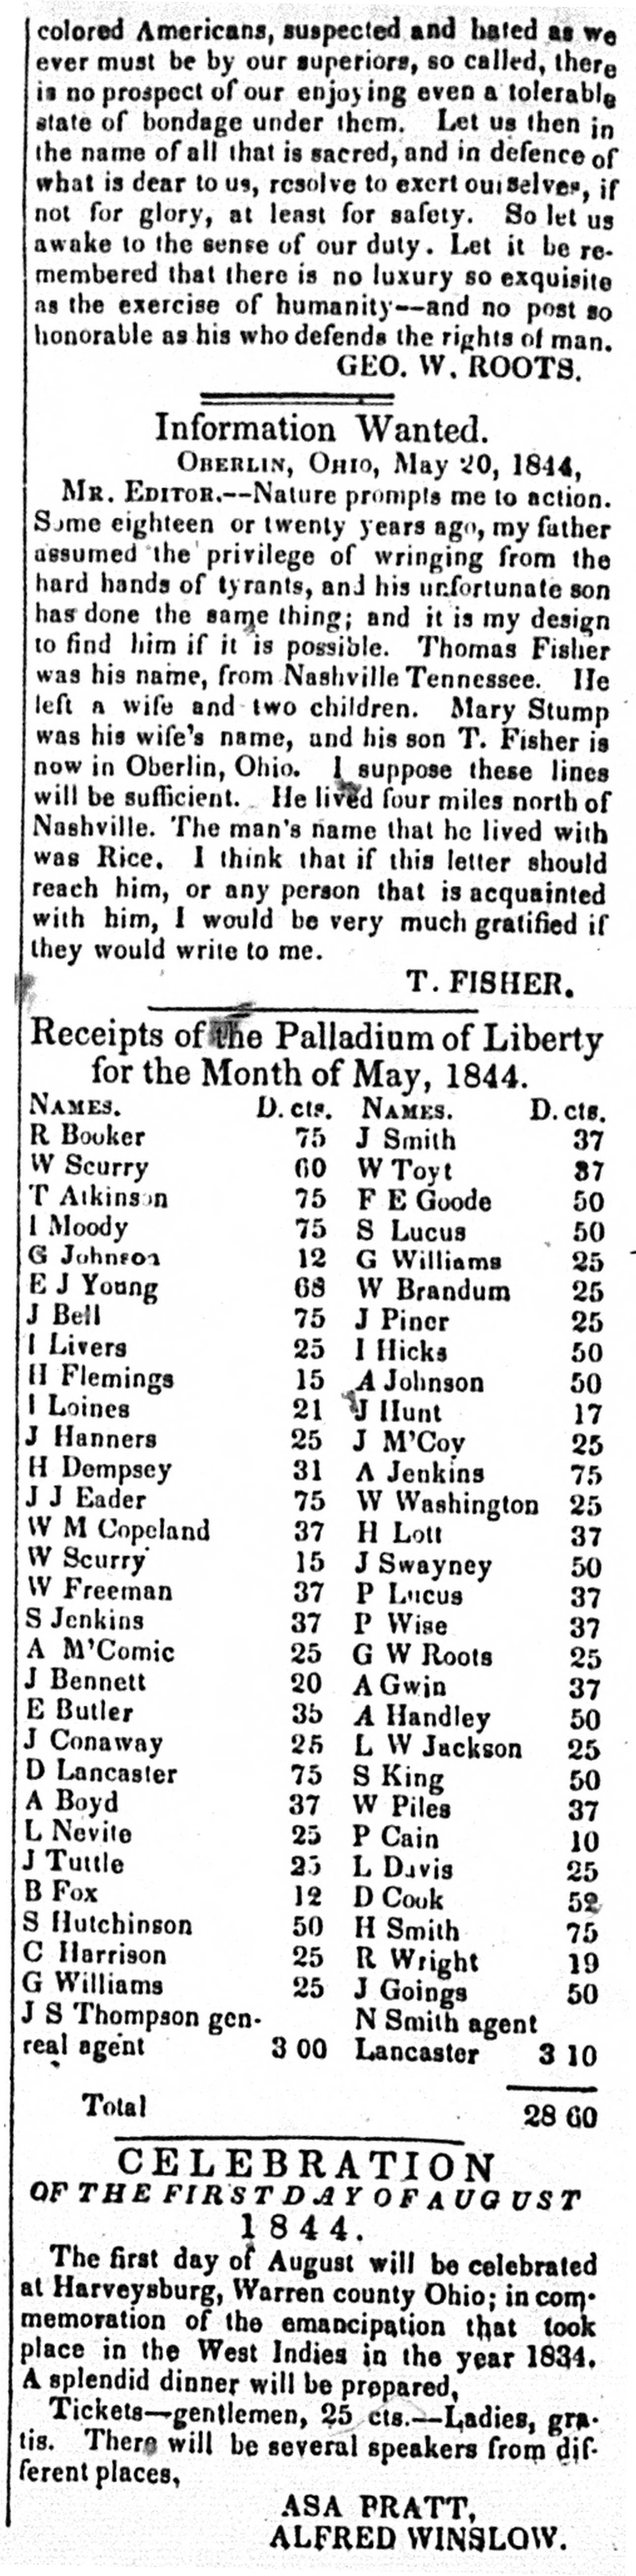 colored Americans, suspected and hated as we
ever must be by our superiors, so called, there
is no prospect of our enjoying even a tolerable
state of bondage under them. Let us then in
the name of all that is sacred, and in defence of
what is dear to us, resolve to exert ourselves, if
not for glory, at least for safety. So let us
awake to the sense of our duty. Let it be re-
membered that there is no luxury so exquisite
as the exercise of humanity--and no post so
honorable as his who defends the rights of man.
GEO. W. ROOTS.
Information Wanted.
OBERLIN, OHIO, May 20, 1844,
MR. EDITOR.--Nature prompts me to action.
Some eighteen or twenty years ago, my father
assumed the privilege of wringing from the
hard hands of tyrants, and his unfortunate son
has done the same thing; and it is my design
to find him if it is possible. Thomas Fisher
was his name, from Nashville Tennessee. He
left a wife and two children. Mary Stump
was his wife's name, and his son T. Fisher is
now in Oberlin, Ohio. I suppose these lines
will be sufficient. He lived four miles north of
Nashville. The man's name that he lived with
was Rice. I think that if this letter should
reach him, or any person that is acquainted
with him, I would be very much gratified if
they would write to me.
T. FISHER.
Receipts of the Palladium of Liberty
for the Month of May, 1844.
NAMES. D. cts. NAMES. D. cts.
R Booker 75 J Smith 37
W Scurry 60 W Toyt 37
T Atkinson 75 F E Goode 50
I Moody 75 S Lucus 50
G Johnson 12 G Williams 25
E J Young 68 W Brandum 25
J Bell 75 J Piner 25
I Livers 25 I Hicks 50
H Flemings 15 A Johnson 50
I Loines 21 J Hunt 17
J Hanners 25 J M'Coy 25
H Dempsey 31 A Jenkins 75
J J Eader 75 W Washington 25
W M Copeland 37 H Lott 37
W Scurry 15 J Swayney 50
W Freeman 37 P Lucus 37
S Jenkins 37 P Wise 37
A M'Comic 25 G W Roots 25
J Bennett 20 A Gwin 37
E Butler 35 A Handley 50
J Conaway 25 L W Jackson 25
D Lancaster 75 S King 50
A Boyd 37 W Piles 37
L Nevite 25 P Cain 10
J Tuttle 25 L Davis 25
B Fox 12 D Cook 52
S Hutchinson 50 H Smith 75
C Harrison 25 R Wright 19
G Williams 25 J Goings 50
J S Thompson gen- N Smith agent
real agent 3 00 Lancaster 3 10
Total 28 60
CELEBRATION
OF THE FIRST DAY OF AUGUST
1844.
The first day of August will be celebrated
at Harveysburg, Warren county Ohio; in com-
memoration of the emancipation that took
place in the West Indies in the year 1834.
A splendid dinner will be prepared,
Tickets—gentlemen, 25 cts.—Ladies, gra-
tis. There will be several speakers from dif-
ferent places,
ASA PRATT,
ALFRED WINSLOW.